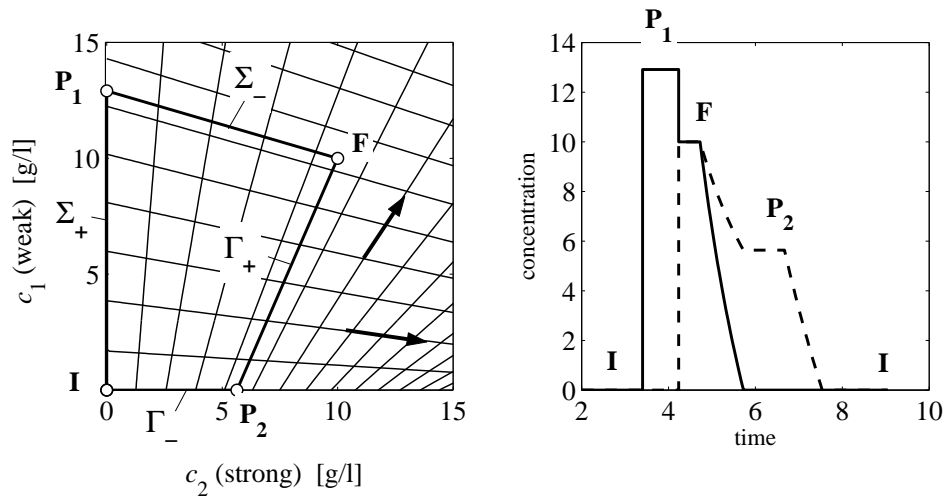 15
10
5
0
c₁ (weak) [g/l]
P₁
Σ₋
F
Σ₊
Γ₊
I
Γ₋
P₂
0 5 10 15
c₂ (strong) [g/l]
P₁
14
12
10
8
6
4
2
0
concentration
F
P₂
I
I
2 4 6 8 10
time